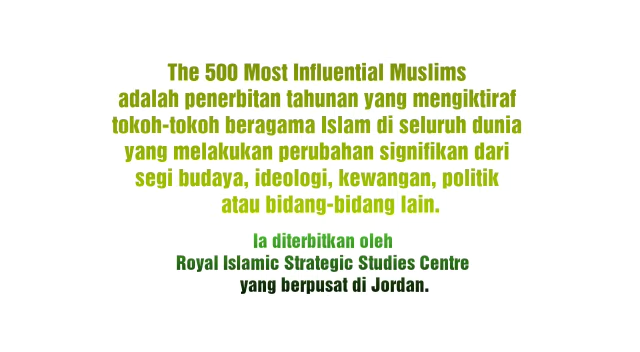 The 500 Most Influential Muslims
adalah penerbitan tahunan yang mengiktiraf
tokoh-tokoh beragama Islam di seluruh dunia
yang melakukan perubahan signifikan dari
segi budaya, ideologi, kewangan, politik
atau bidang-bidang lain.
Ia diterbitkan oleh
Royal Islamic Strategic Studies Centre
yang berpusat di Jordan.